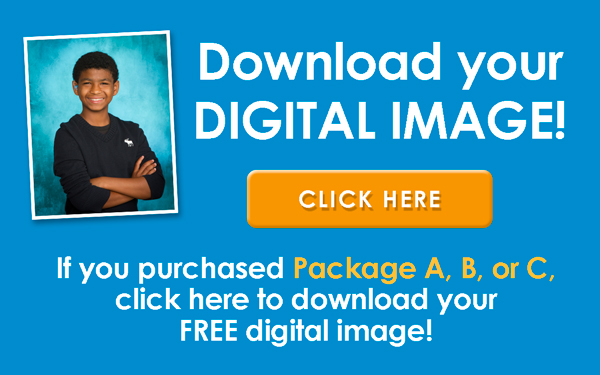 Download your
DIGITAL IMAGE!
CLICK HERE
If you purchased Package A, B, or C,
click here to download your
FREE digital image!